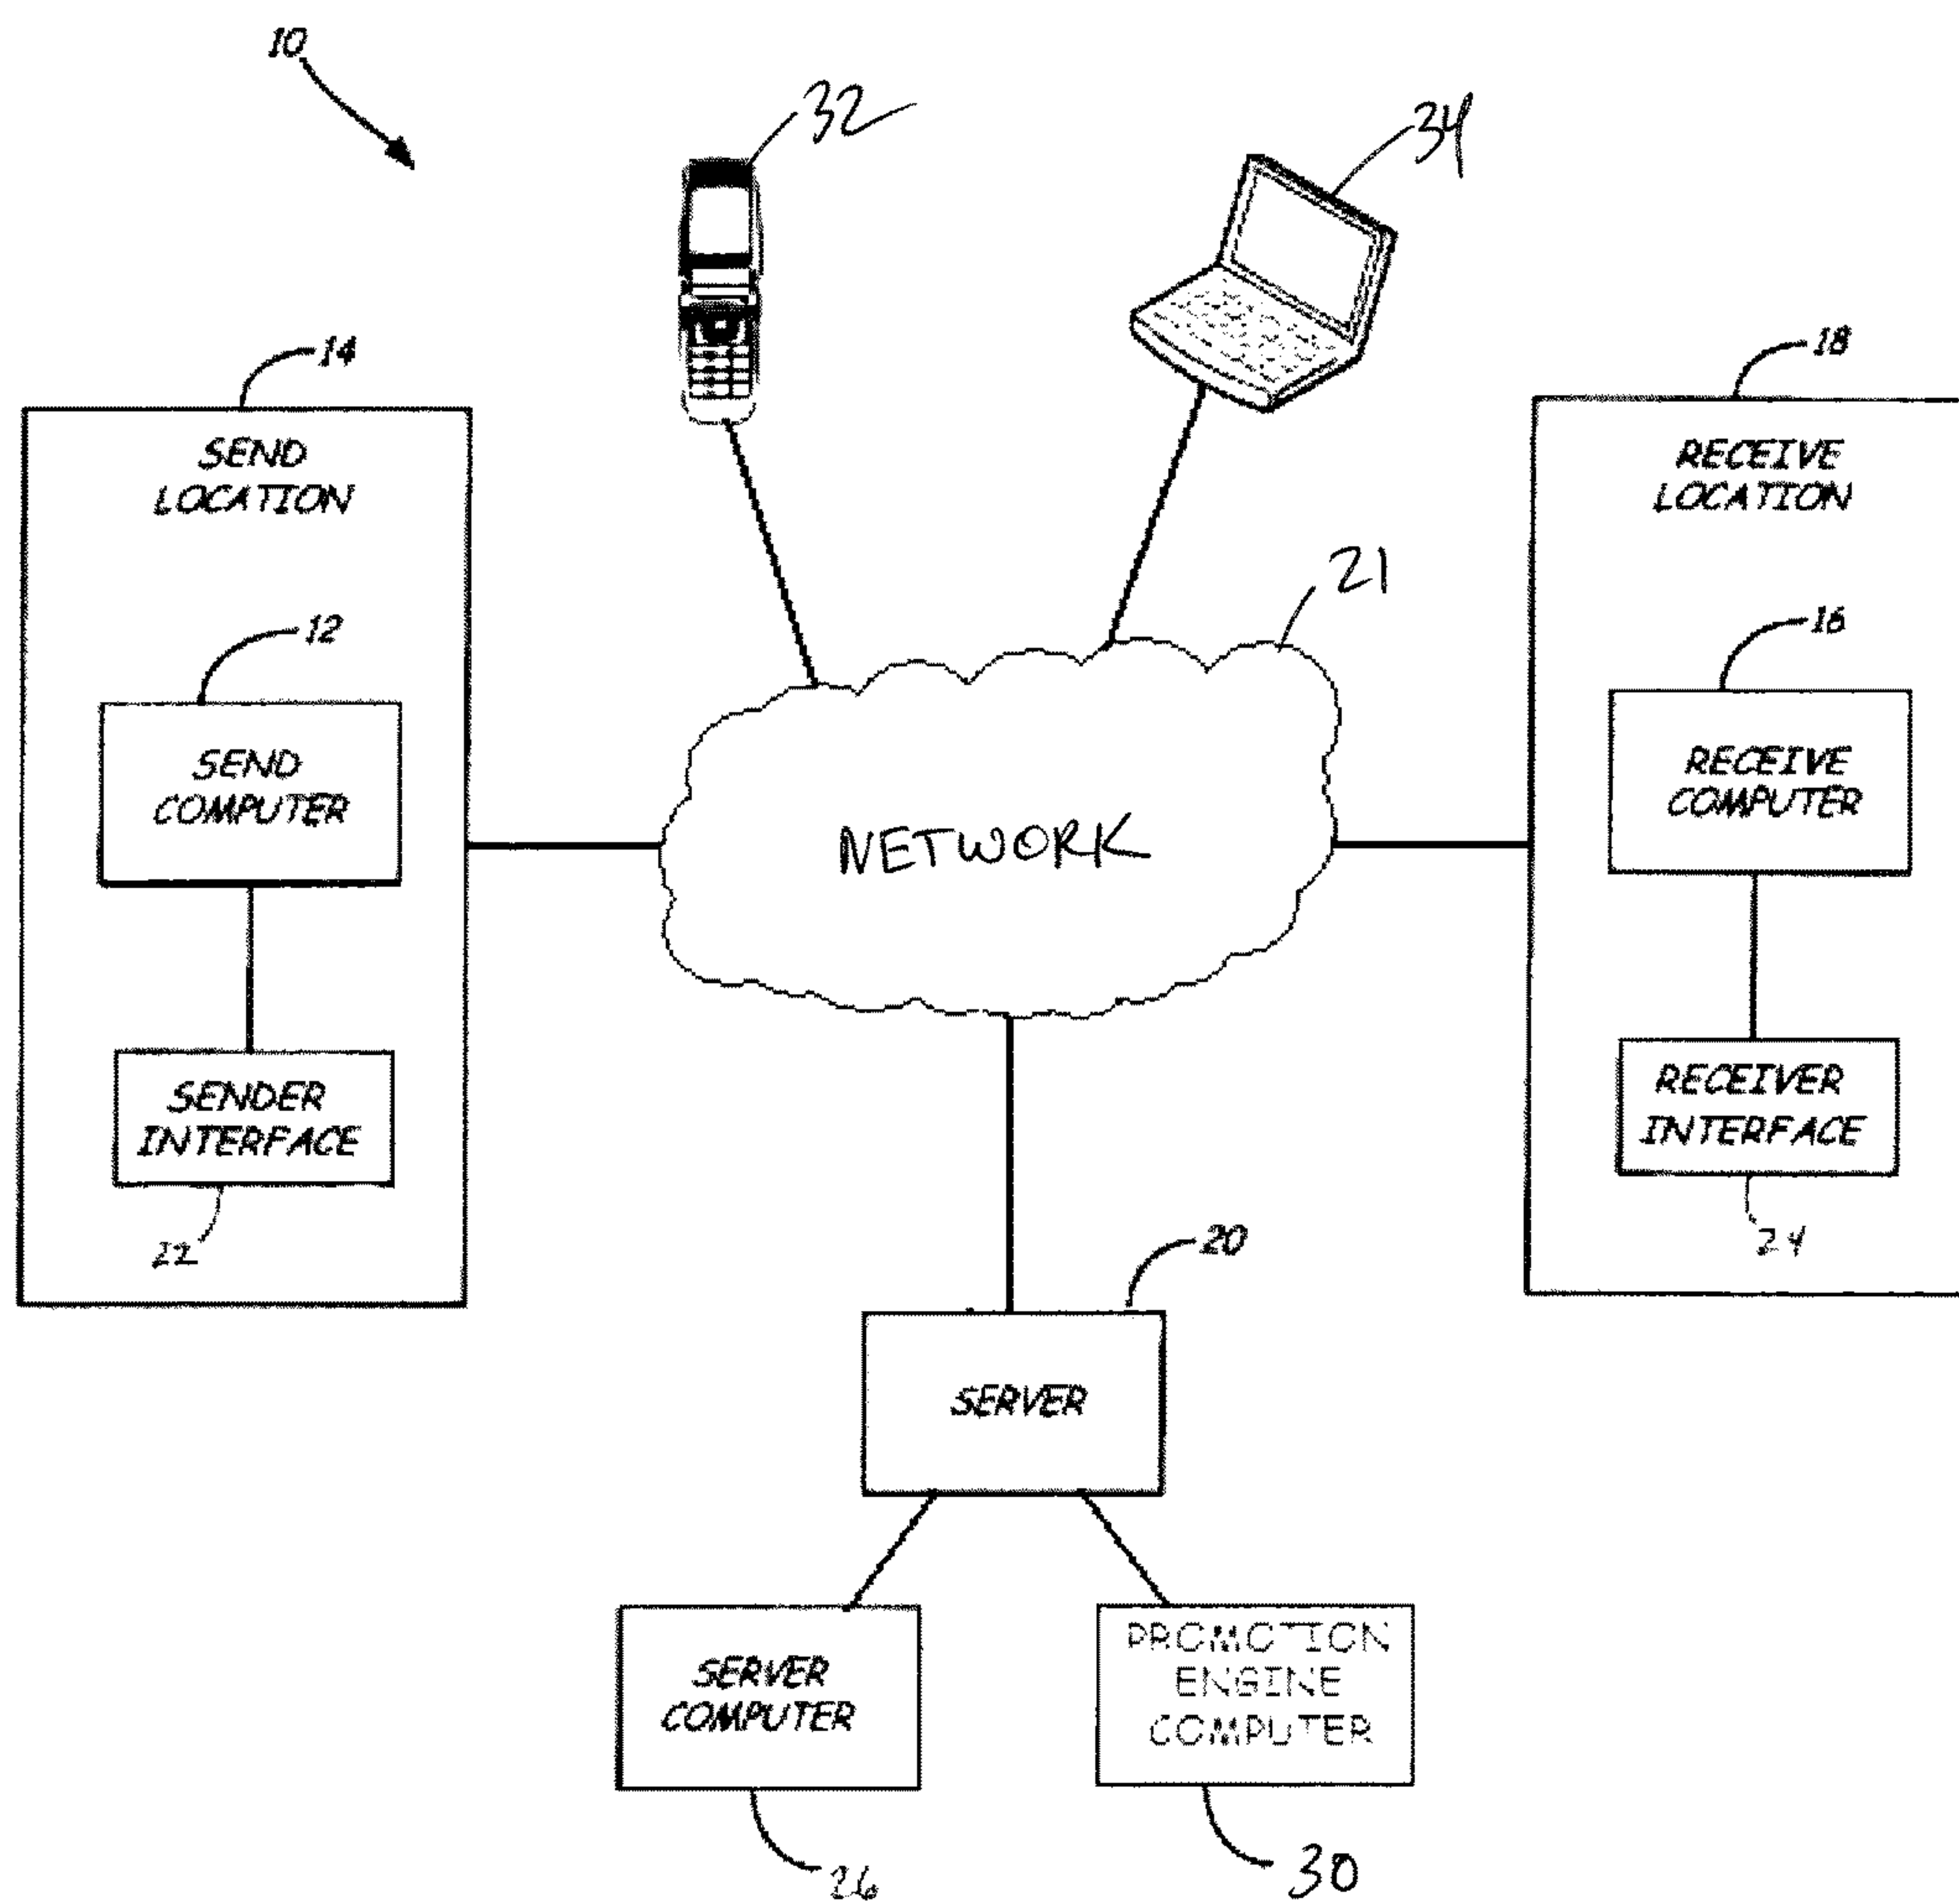 10
32
34
14
SEND
LOCATION
18
RECEIVE
LOCATION
21
12
SEND
COMPUTER
16
RECEIVE
COMPUTER
NETWORK
SENDER
INTERFACE
22
RECEIVER
INTERFACE
24
20
SERVER
SERVER
COMPUTER
26
PROMOTION
ENGINE
COMPUTER
30